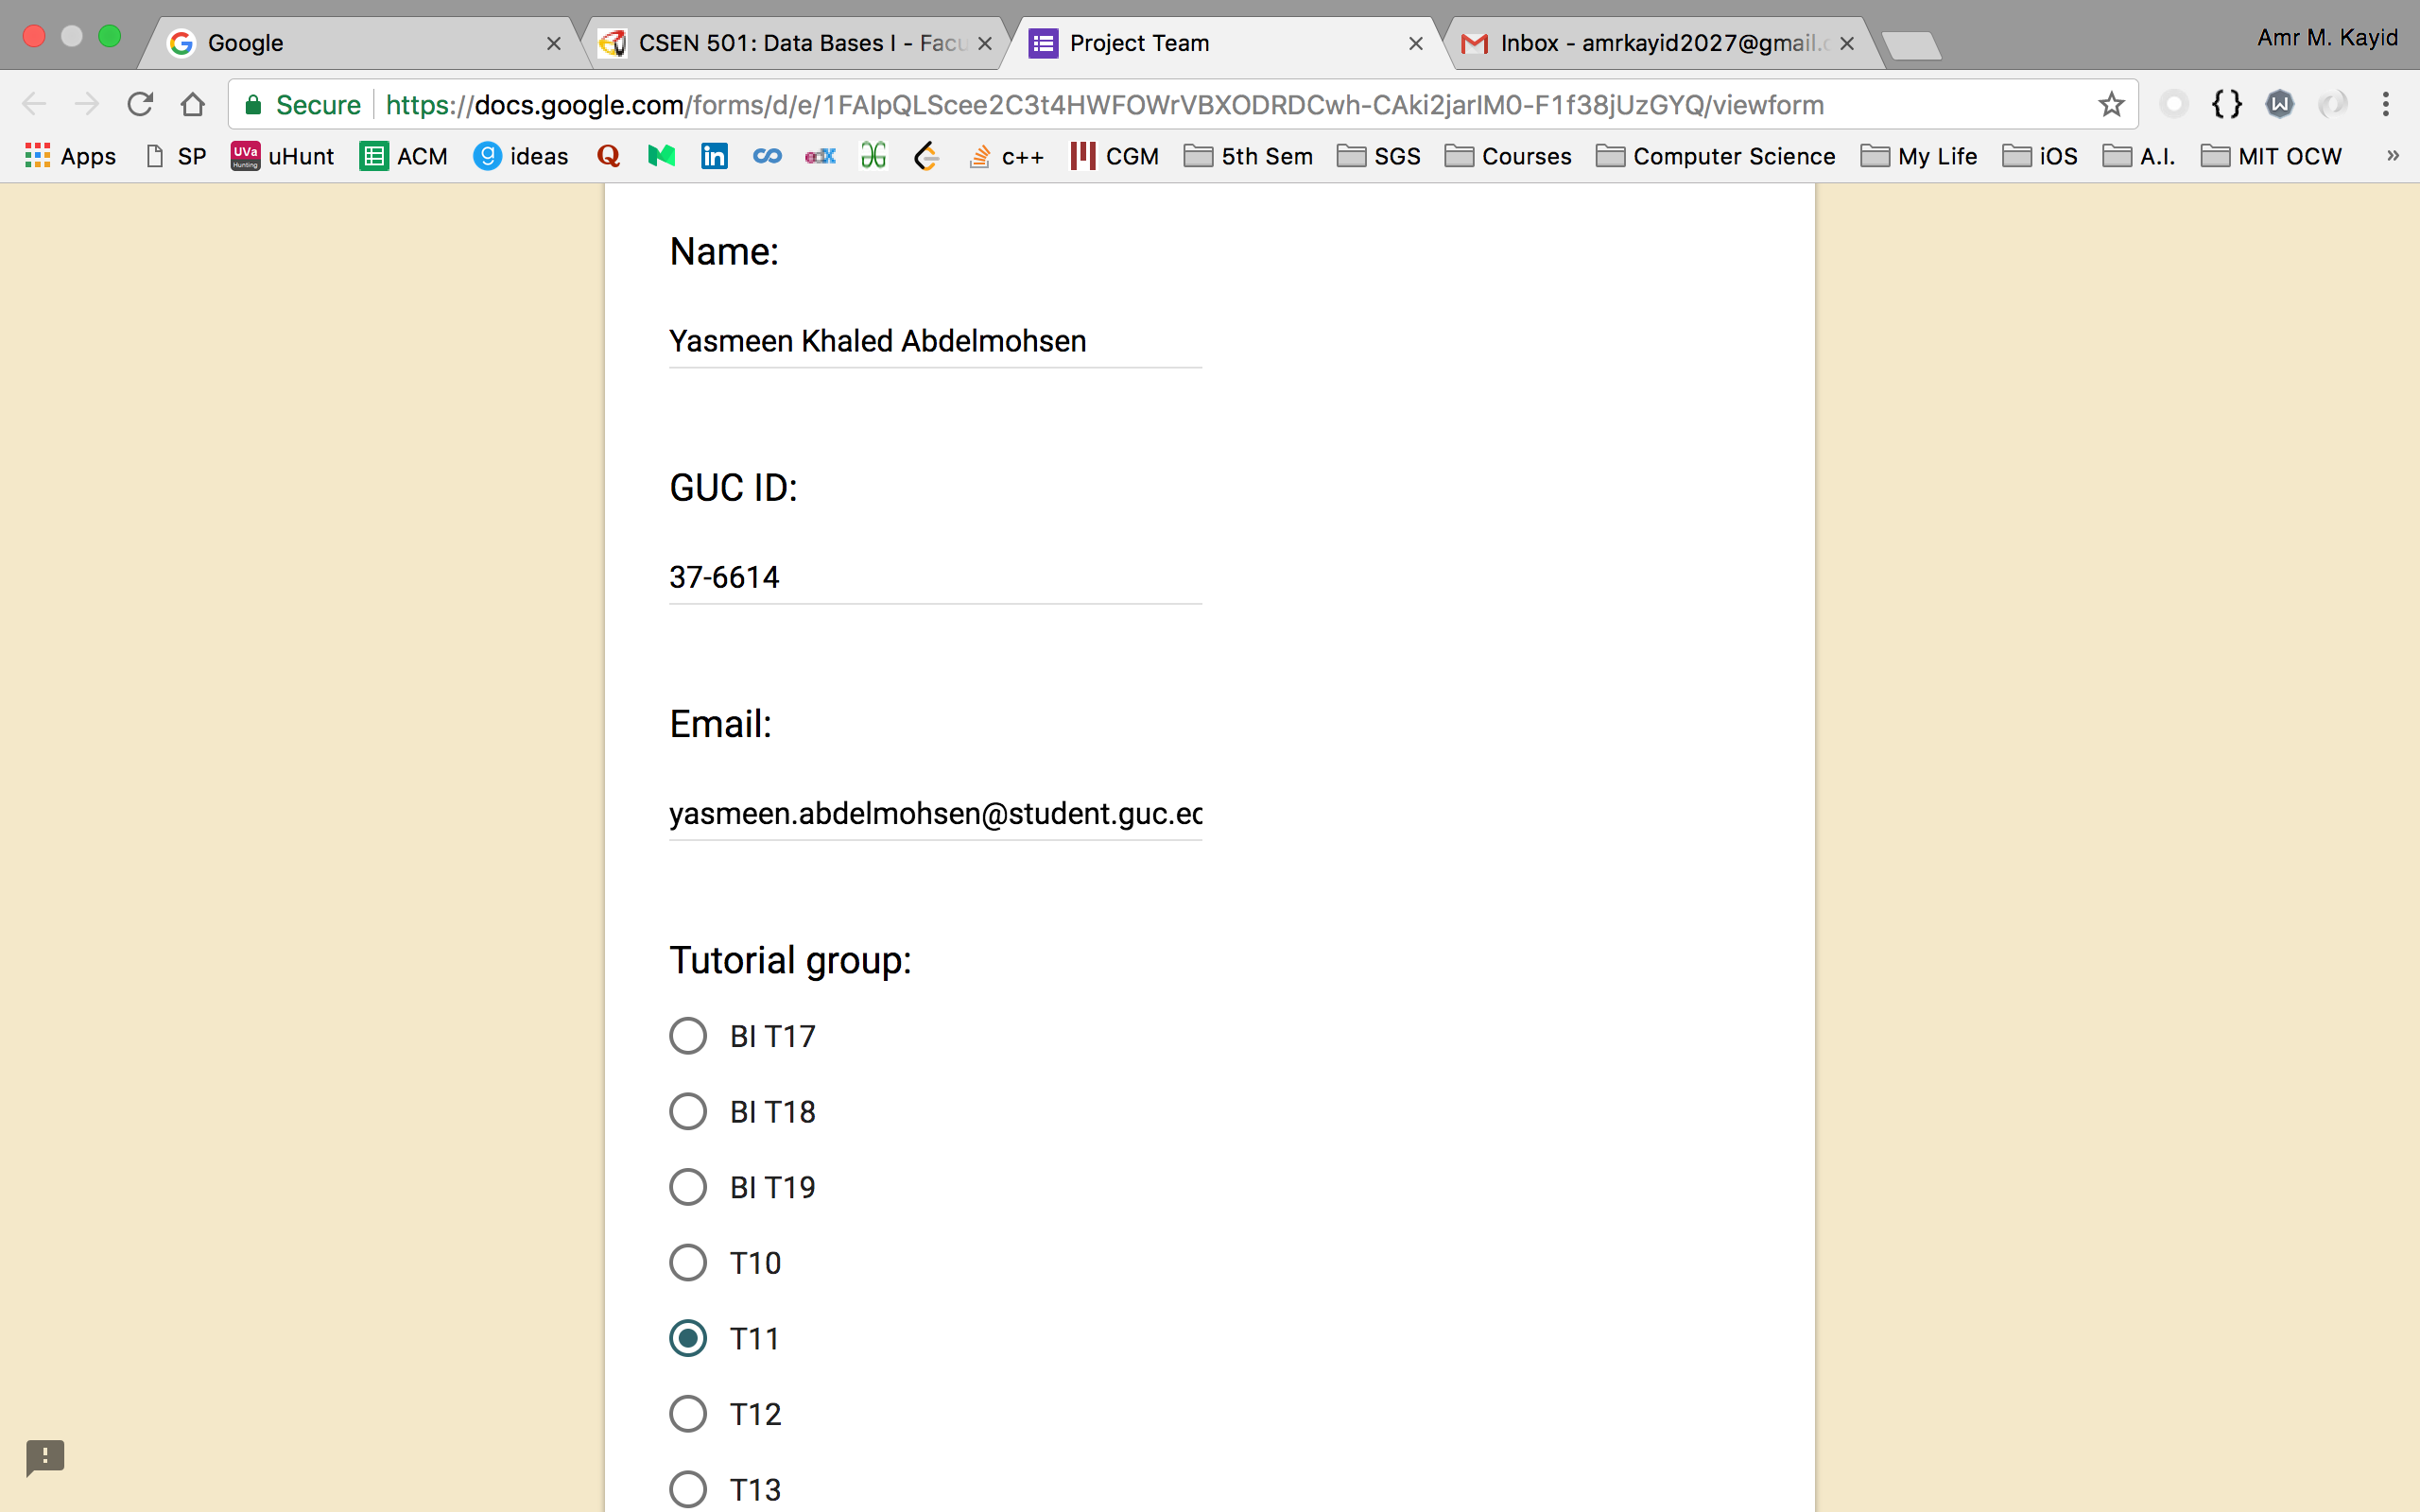 Google
CSEN 501: Data Bases I - Facu
Project Team
Inbox - amrkayid2027@gmail.c
Amr M. Kayid
Secure https://docs.google.com/forms/d/e/1FAIpQLScee2C3t4HWFOWrVBXODRDCwh-CAki2jarIM0-F1f38jUzGYQ/viewform
Apps SP UVa Hunting uHunt ACM ideas c++ CGM 5th Sem SGS Courses Computer Science My Life iOS A.I. MIT OCW »
Name:
Yasmeen Khaled Abdelmohsen
GUC ID:
37-6614
Email:
yasmeen.abdelmohsen@student.guc.ec
Tutorial group:
BI T17
BI T18
BI T19
T10
T11
T12
T13